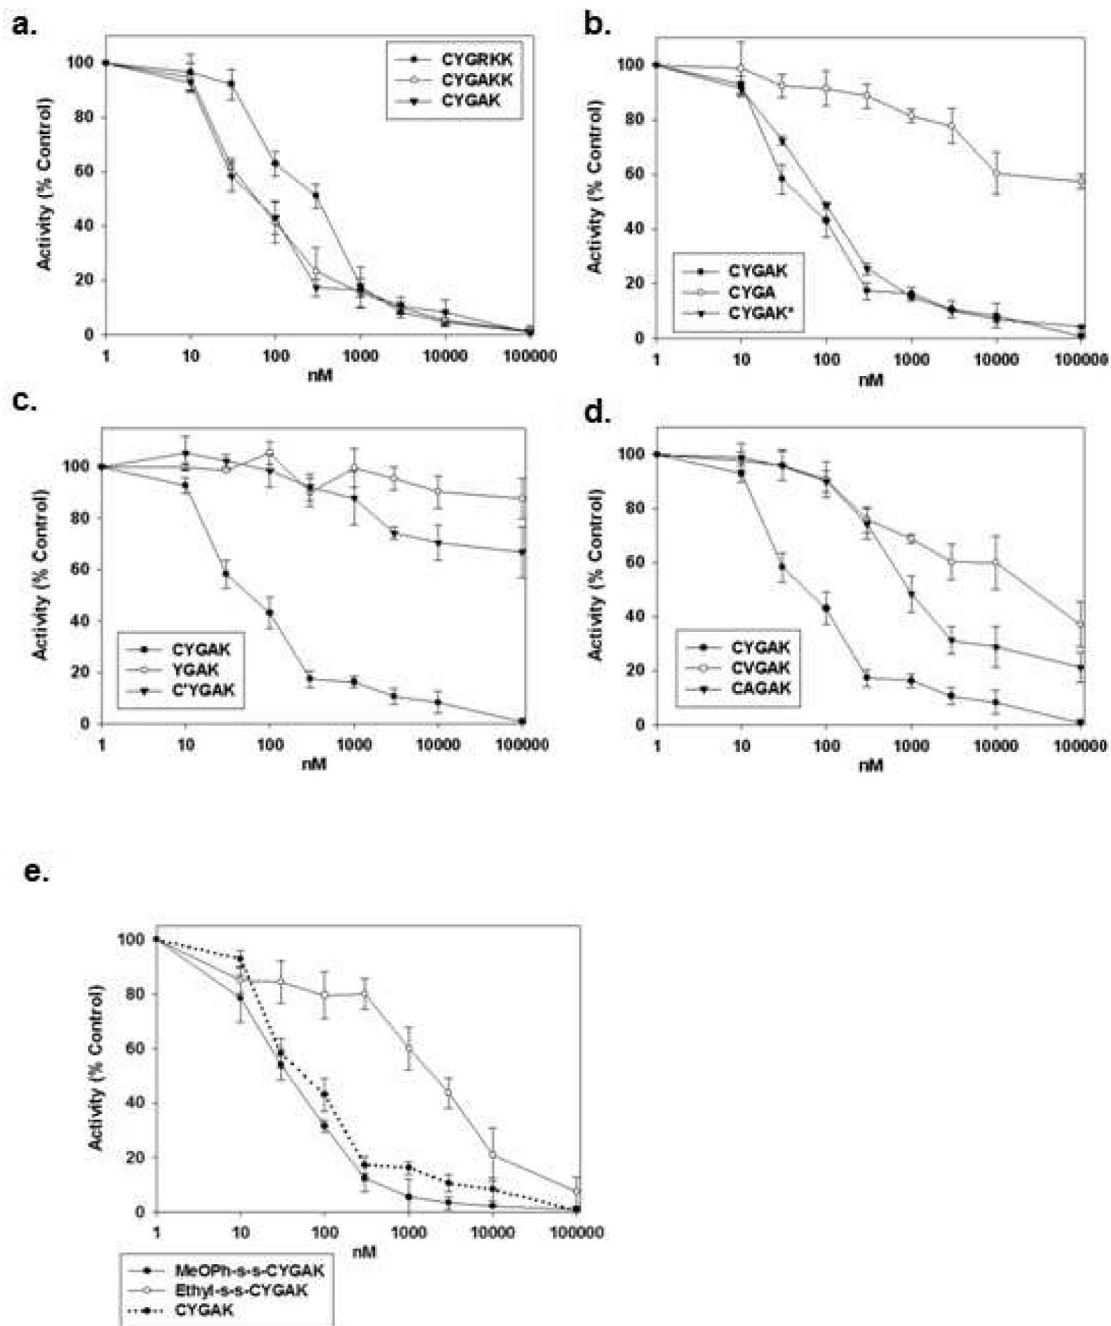 a.
Activity (% Control)
100
80
60
40
20
0
CYGRKK
CYGAKK
CYGAK
1 10 100 1000 10000 100000
nM
b.
Activity (% Control)
100
80
60
40
20
0
CYGAK
CYGA
CYGAK*
1 10 100 1000 10000 100000
nM
c.
Activity (% Control)
100
80
60
40
20
0
CYGAK
YGAK
C'YGAK
1 10 100 1000 10000 100000
nM
d.
Activity (% Control)
100
80
60
40
20
0
CYGAK
CVGAK
CAGAK
1 10 100 1000 10000 100000
nM
e.
Activity (% Control)
100
80
60
40
20
0
1 10 100 1000 10000 100000
nM
MeOPh-s-s-CYGAK
Ethyl-s-s-CYGAK
CYGAK